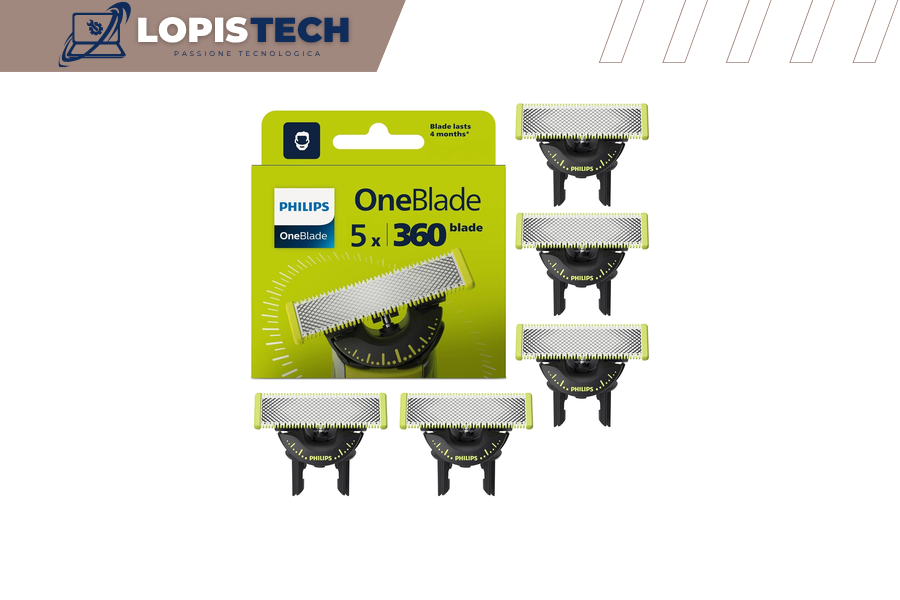 LOPISTECH
PASSIONE TECNOLOGICA
Blade lasts
4 months*
PHILIPS
OneBlade
OneBlade
5 x 360 blade
PHILIPS
PHILIPS
PHILIPS
PHILIPS
PHILIPS